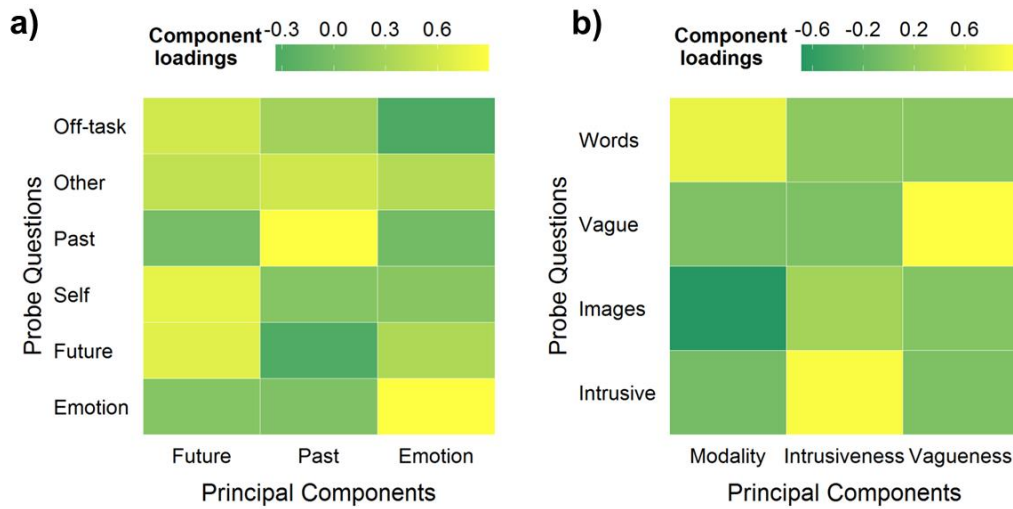 a)
Component loadings
-0.3 0.0 0.3 0.6
Probe Questions
Off-task
Other
Past
Self
Future
Emotion
Future Past Emotion
Principal Components
b)
Component loadings
-0.6 -0.2 0.2 0.6
Probe Questions
Words
Vague
Images
Intrusive
Modality Intrusiveness Vagueness
Principal Components